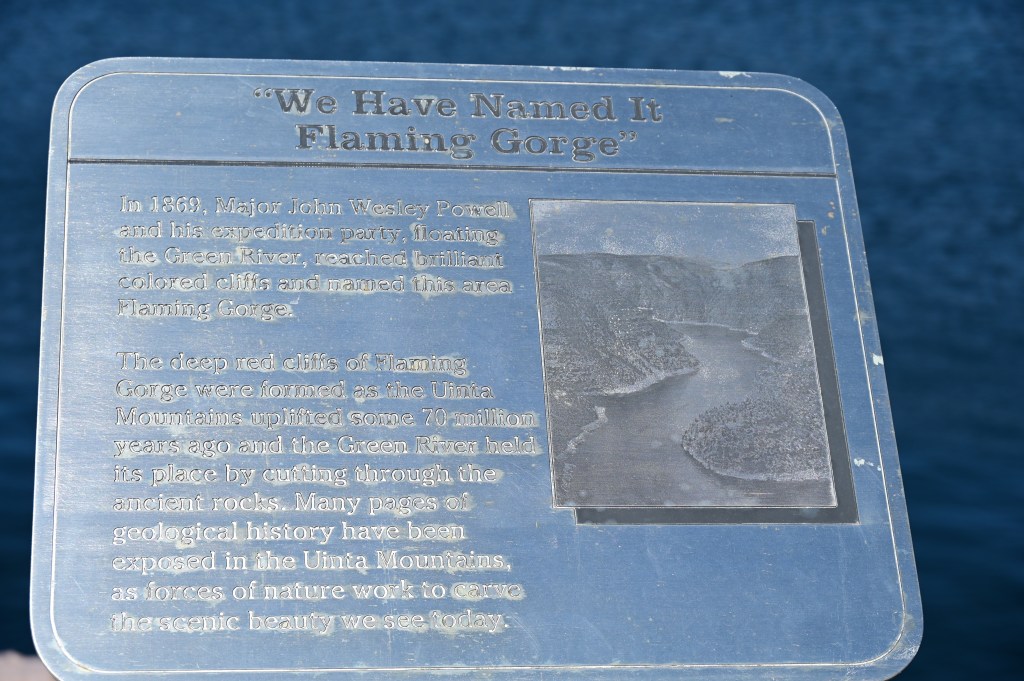 "We Have Named It
Flaming Gorge"
In 1869, Major John Wesley Powell
and his expedition party, floating
the Green River, reached brilliant
colored cliffs and named this area
Flaming Gorge.
The deep red cliffs of Flaming
Gorge were formed as the Uinta
Mountains uplifted some 70 million
years ago and the Green River held
its place by cutting through the
ancient rocks. Many pages of
geological history have been
exposed in the Uinta Mountains,
as forces of nature work to carve
the scenic beauty we see today.